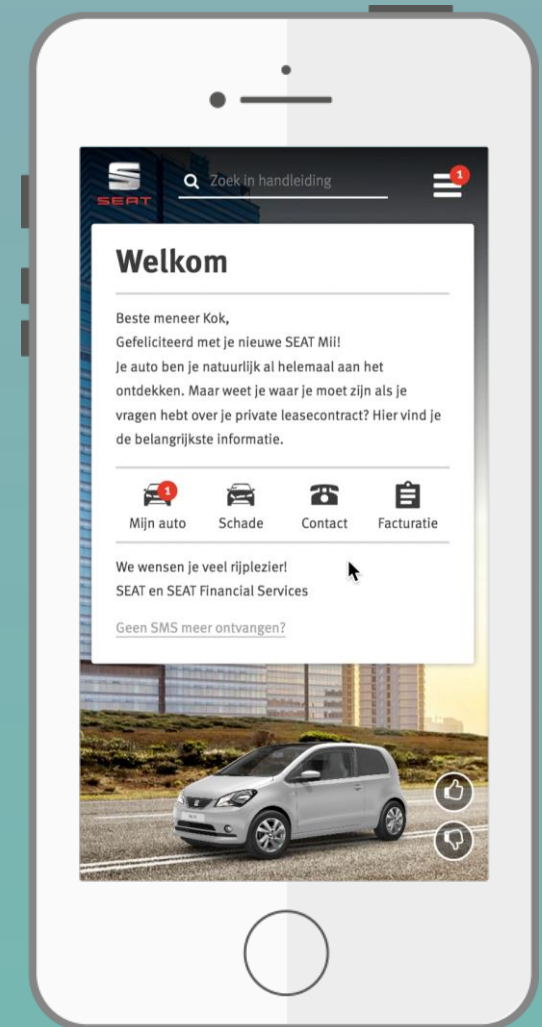 SEAT
Zoek in handleiding
1
Welkom
Beste meneer Kok,
Gefeliciteerd met je nieuwe SEAT Mii!
Je auto ben je natuurlijk al helemaal aan het
ontdekken. Maar weet je waar je moet zijn als je
vragen hebt over je private leasecontract? Hier vind je
de belangrijkste informatie.
1
Mijn auto Schade Contact Facturatie
We wensen je veel rijplezier!
SEAT en SEAT Financial Services
Geen SMS meer ontvangen?